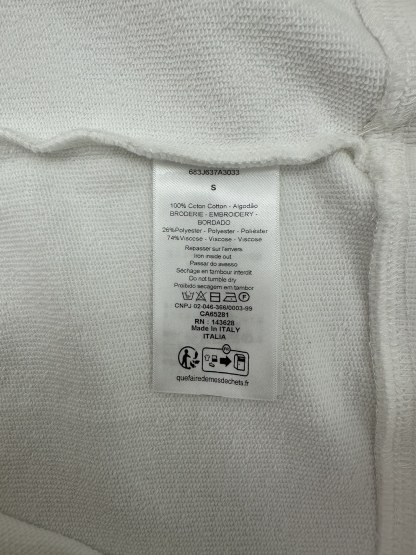 663J637A3033
S
100% Coton Cotton - Algodão
BRODERIE - EMBROIDERY -
BORDADO
26%Polyester - Polyester - Poliéster
74%Viscose - Viscose - Viscose
Repasser sur l'envers
Iron inside out
Passar do avesso
Séchage en tambour interdit
Do not tumble dry
Proibido secagem em tambor
CNPJ 02-046-366/0003-99
CA65281
RN : 143628
Made in ITALY
ITALIA
quefairedemesdechets.fr